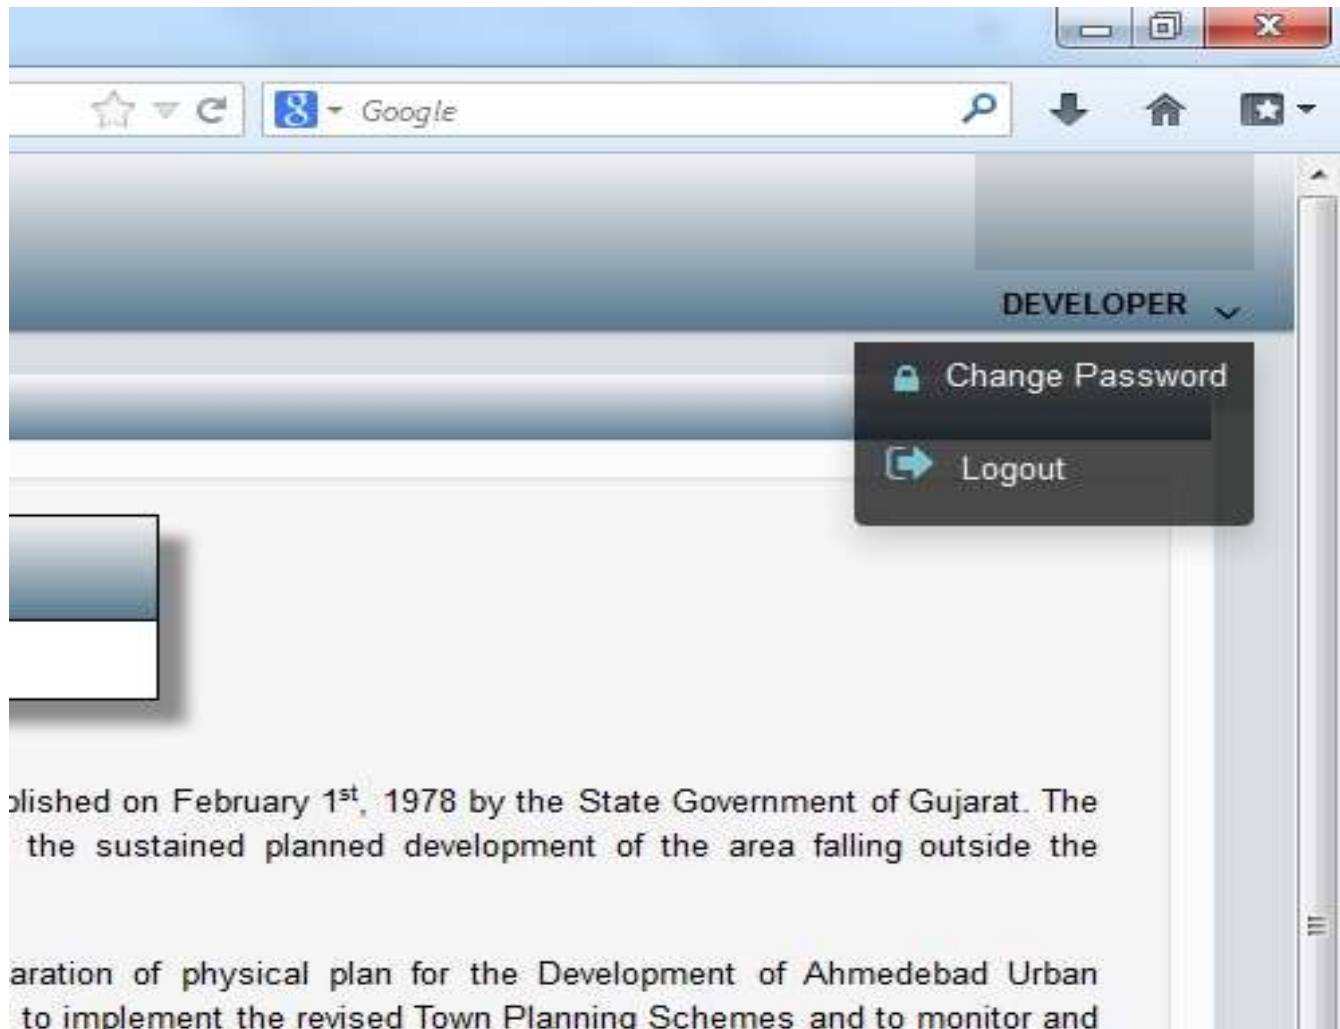 Google
DEVELOPER
Change Password
Logout
on February 1st, 1978 by the State Government of Gujarat. The
the sustained planned development of the area falling outside the
of physical plan for the Development of Ahmedebad Urban
to implement the revised Town Planning Schemes and to monitor and